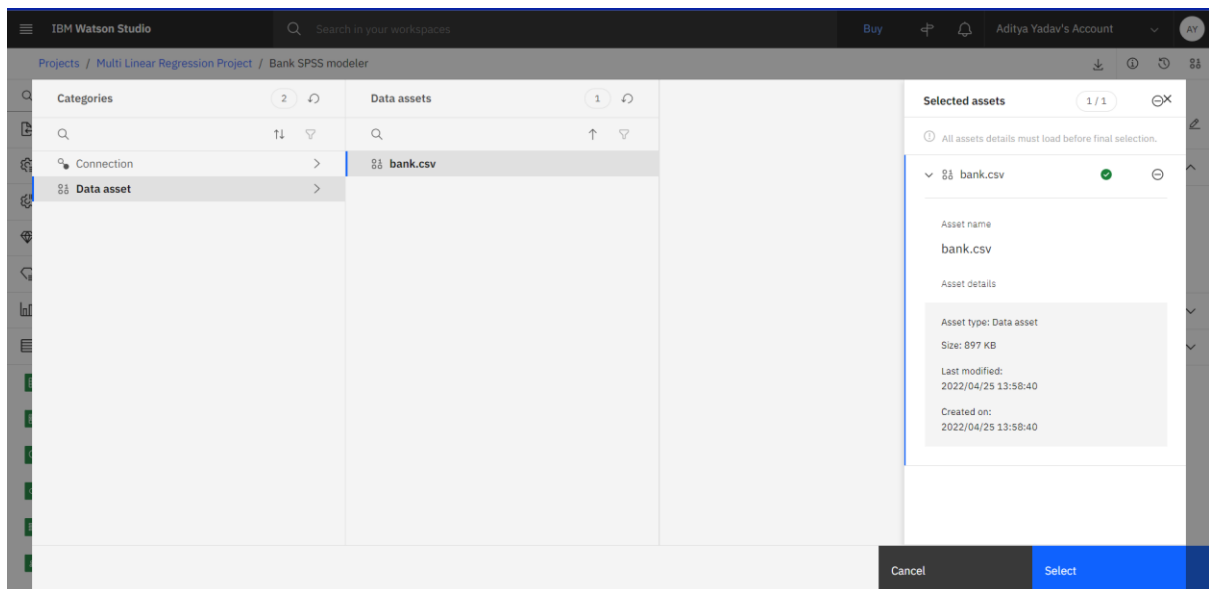 IBM Watson Studio
Search in your workspaces
Buy
Aditya Yadav's Account
AY
Projects / Multi Linear Regression Project / Bank SPSS modeler
Categories
2
Data assets
1
Selected assets
1 / 1
All assets details must load before final selection.
Connection
bank.csv
Data asset
bank.csv
Asset name
bank.csv
Asset details
Asset type: Data asset
Size: 897 KB
Last modified:
2022/04/25 13:58:40
Created on:
2022/04/25 13:58:40
Cancel
Select